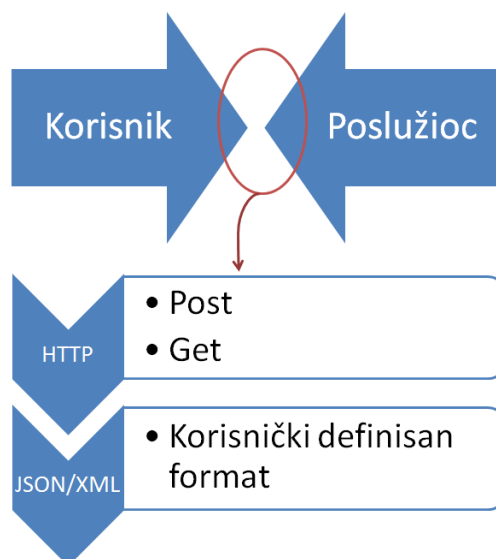 Korisnik
Poslužioc
HTTP
• Post
• Get
JSON/XML
• Korisnički definisan
format